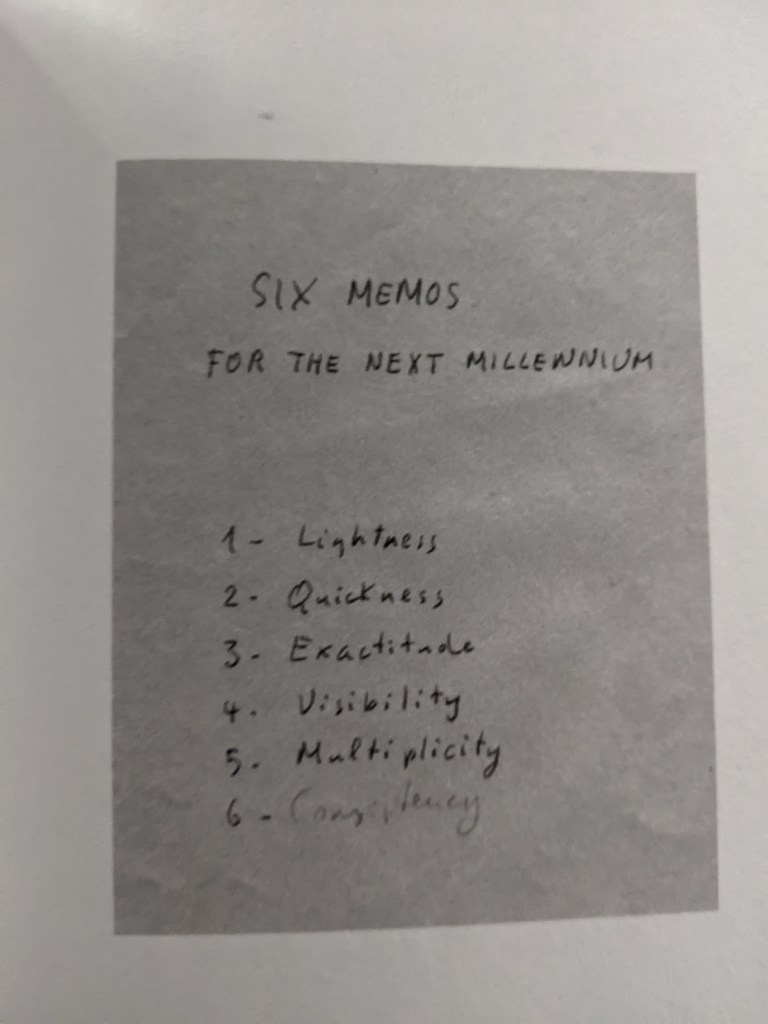 SIX MEMOS
FOR THE NEXT MILLENNIUM
1 - Lightness
2 - Quickness
3 - Exactitude
4 - Visibility
5 - Multiplicity
6 - Consistency